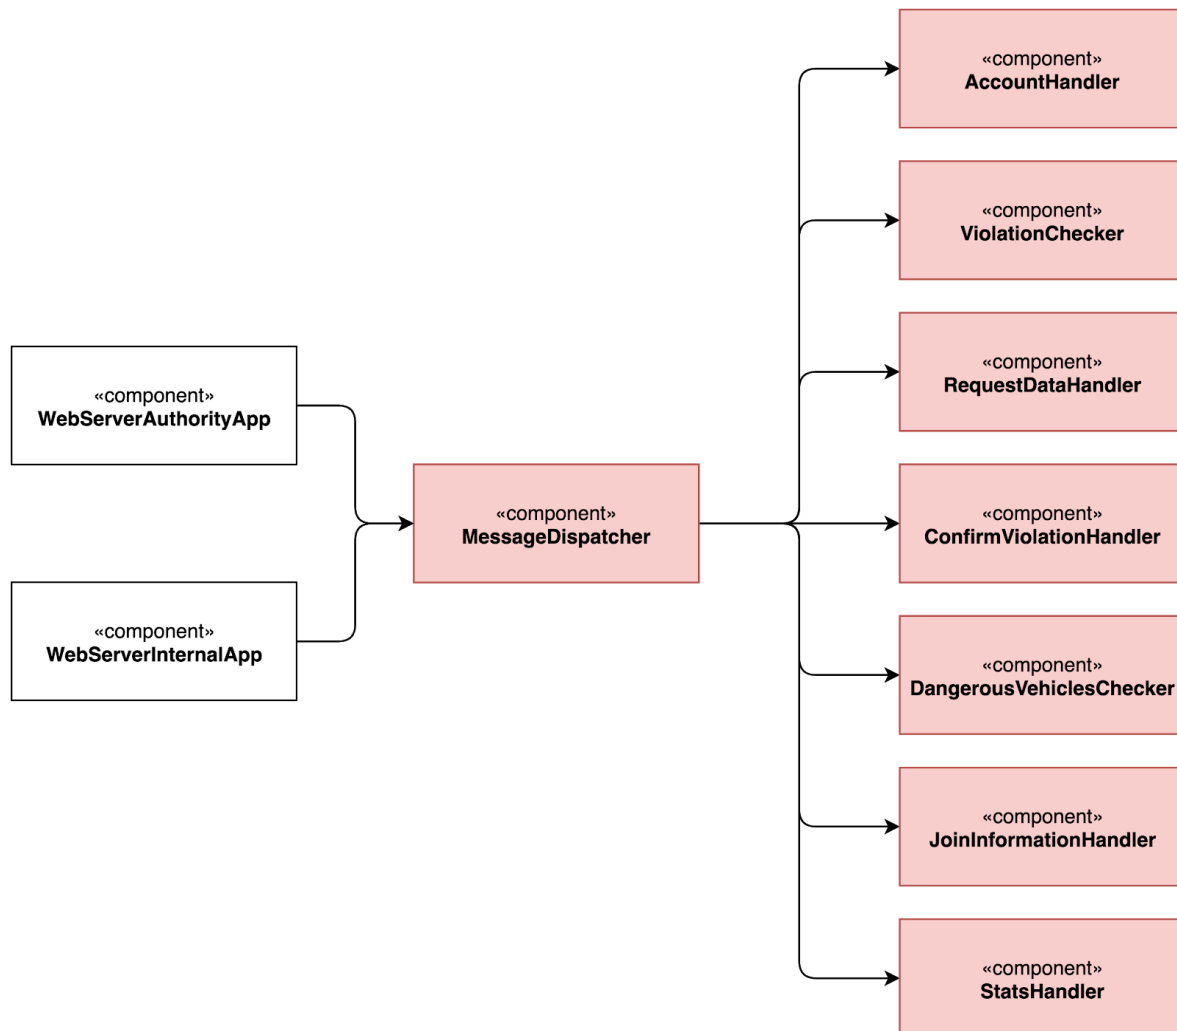 «component»
AccountHandler
«component»
ViolationChecker
«component»
RequestDataHandler
«component»
WebServerAuthorityApp
«component»
MessageDispatcher
«component»
ConfirmViolationHandler
«component»
WebServerInternalApp
«component»
DangerousVehiclesChecker
«component»
JoinInformationHandler
«component»
StatsHandler